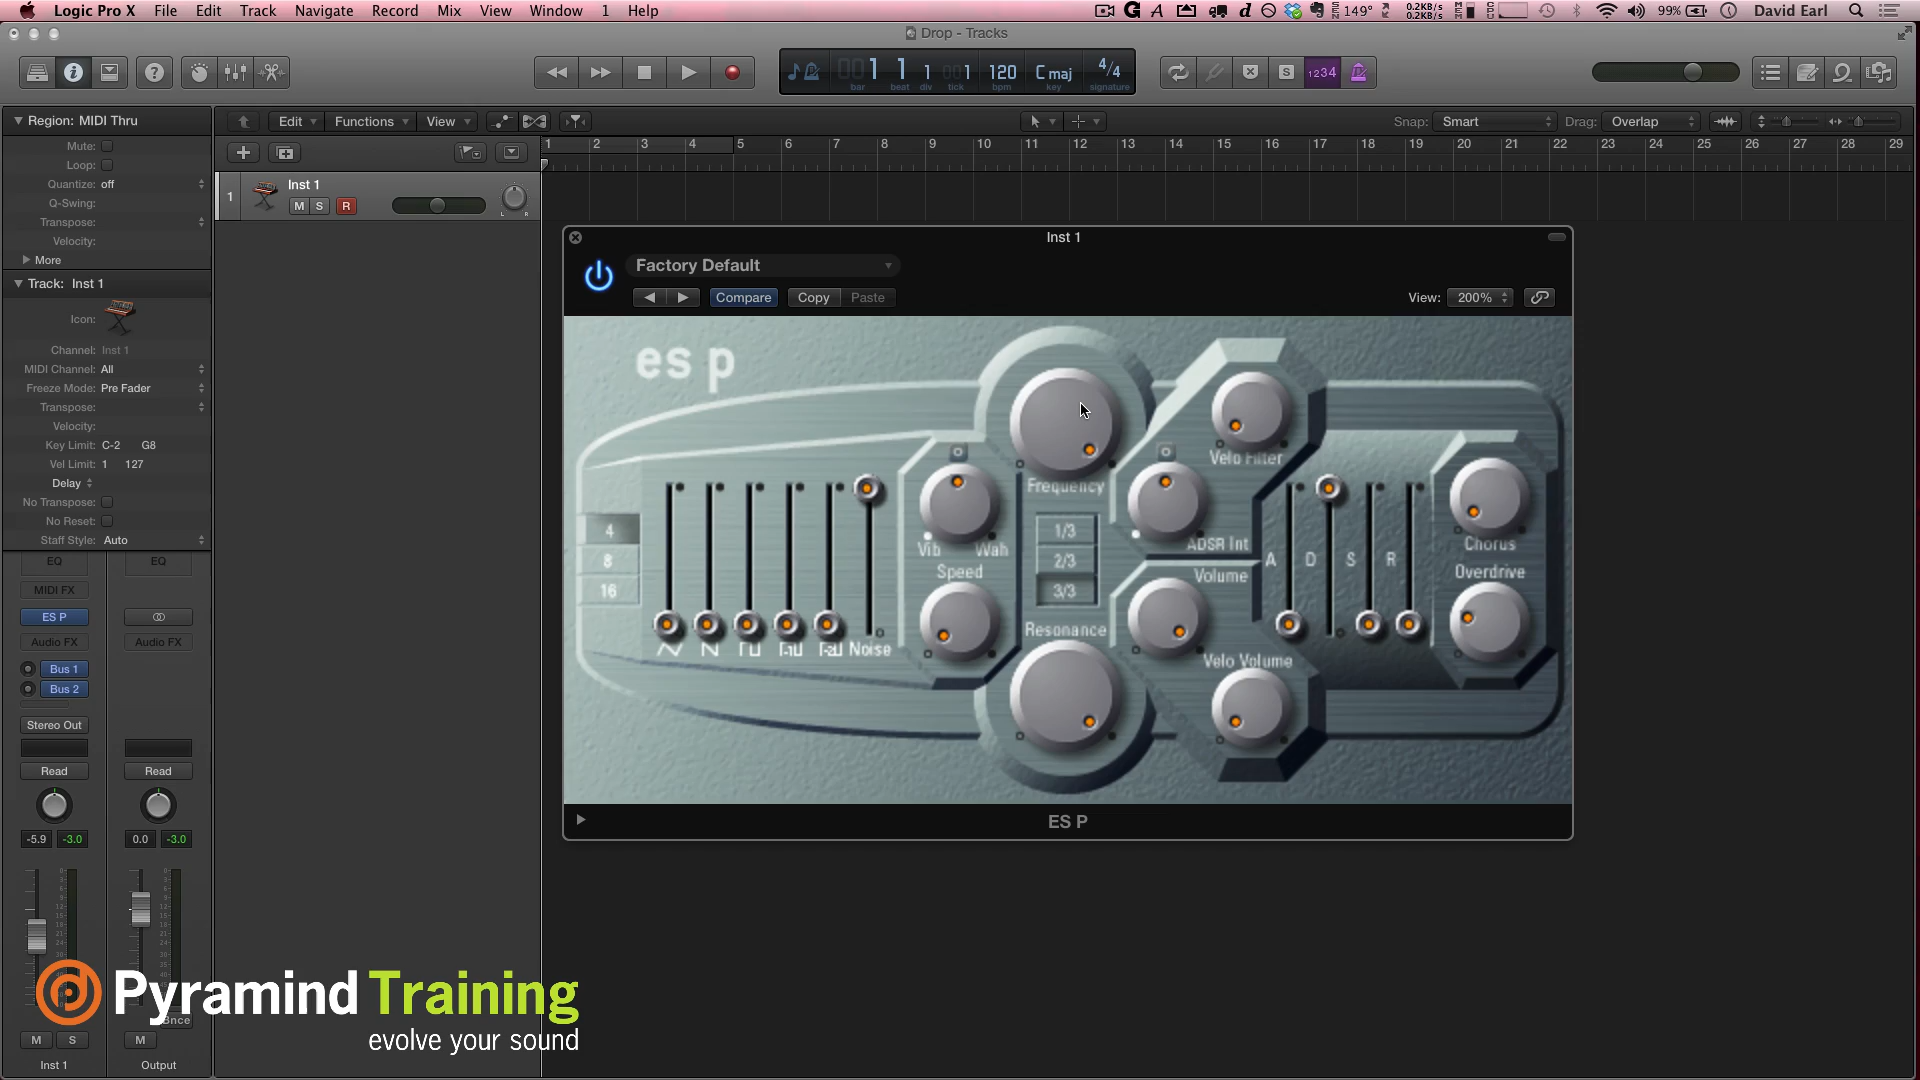 Logic Pro X File Edit Track Navigate Record Mix View Window 1 Help 149° 0.2KB/s 0.2KB/s 99% David Earl
Drop - Tracks
1 1 1 1 120 C maj 4/4
bar beat div tick bpm key signature
S 1234
Region: MIDI Thru
Edit Functions View Snap: Smart Drag: Overlap
Mute:
Loop:
Quantize: off
Q-Swing:
Transpose:
Velocity:
More
1 2 3 4 5 6 7 8 9 10 11 12 13 14 15 16 17 18 19 20 21 22 23 24 25 26 27 28 29
1 Inst 1
M S R
L R
Track: Inst 1
Icon:
Channel: Inst 1
MIDI Channel: All
Freeze Mode: Pre Fader
Transpose:
Velocity:
Key Limit: C-2 G8
Vel Limit: 1 127
Delay
No Transpose:
No Reset:
Staff Style: Auto
Inst 1
Factory Default
Compare Copy Paste View: 200%
es p
4
8
16
Noise
Vib Wah
Speed
Frequency
1/3
2/3
3/3
Resonance
Velo Filter
ADSR Int
Volume
Velo Volume
A D S R
Chorus
Overdrive
ES P
EQ EQ
MIDI FX
ES P
Audio FX Audio FX
Bus 1
Bus 2
Stereo Out
Read Read
-5.9 -3.0 0.0 -3.0
Bnce
M S M
Inst 1 Output
Pyramind Training
evolve your sound